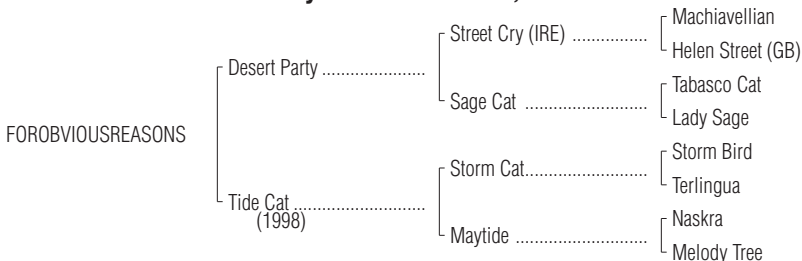 Machiavellian
Street Cry (IRE) ................
Helen Street (GB)
Desert Party ......................
Tabasco Cat
Sage Cat ..........................
Lady Sage
FOROBVIOUSREASONS
Storm Bird
Storm Cat..........................
Terlingua
Tide Cat ............................
(1998)
Naskra
Maytide ............................
Melody Tree